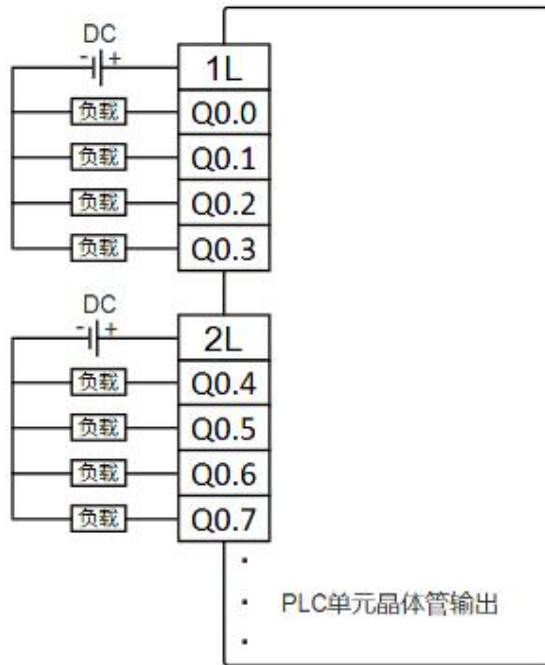 DC
- +
1L
负载 Q0.0
负载 Q0.1
负载 Q0.2
负载 Q0.3
DC
- +
2L
负载 Q0.4
负载 Q0.5
负载 Q0.6
负载 Q0.7
PLC单元晶体管输出